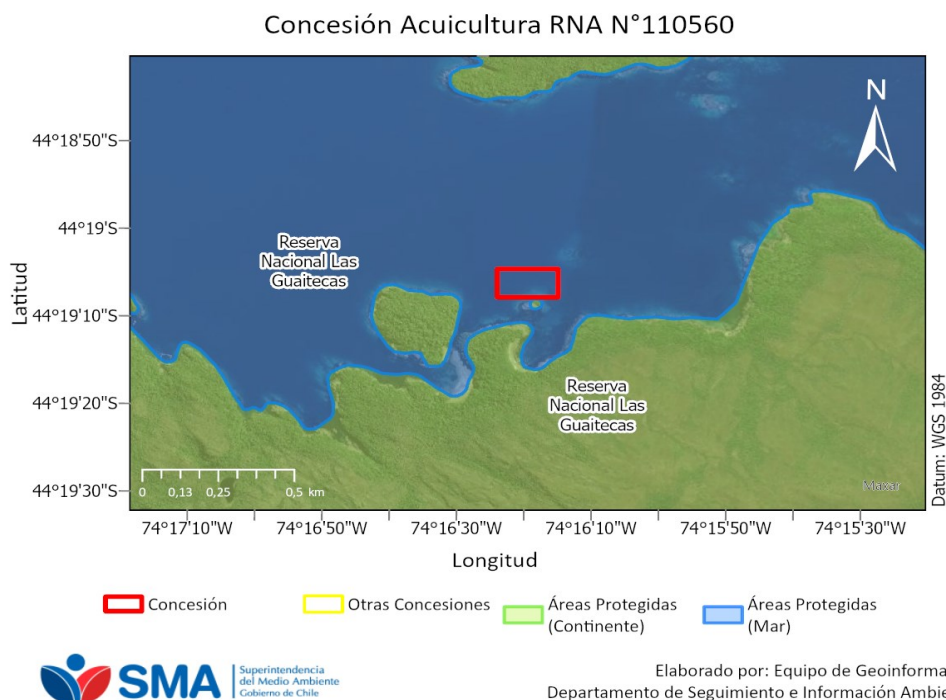 Concesión Acuicultura RNA N°110560
N
44°18'50"S
44°19'S
44°19'10"S
44°19'20"S
44°19'30"S
Latitud
Reserva
Nacional Las
Guaitecas
Reserva
Nacional Las
Guaitecas
0 0,13 0,25 0,5 km
Maxar
Datum: WGS 1984
74°17'10"W 74°16'50"W 74°16'30"W 74°16'10"W 74°15'50"W 74°15'30"W
Longitud
Concesión
Otras Concesiones
Áreas Protegidas
(Continente)
Áreas Protegidas
(Mar)
SMA
Superintendencia
del Medio Ambiente
Gobierno de Chile
Elaborado por: Equipo de Geoinforma
Departamento de Seguimiento e Información Ambie